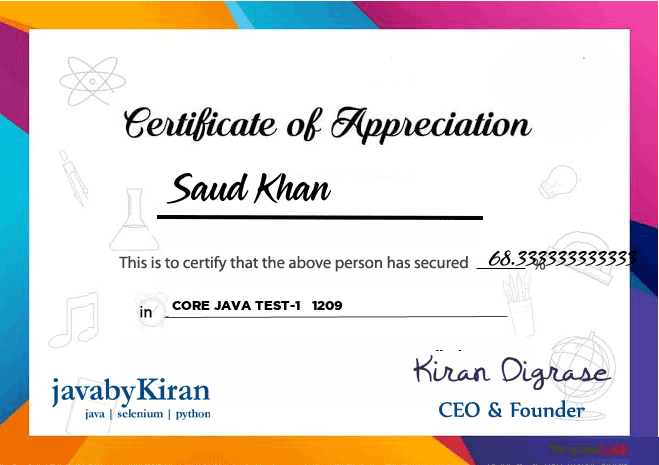 Certificate of Appreciation
Saud Khan
This is to certify that the above person has secured 68.333333333333 %
in CORE JAVA TEST-1 1209
Kiran Digrase
javabyKiran
CEO & Founder
java | selenium | python